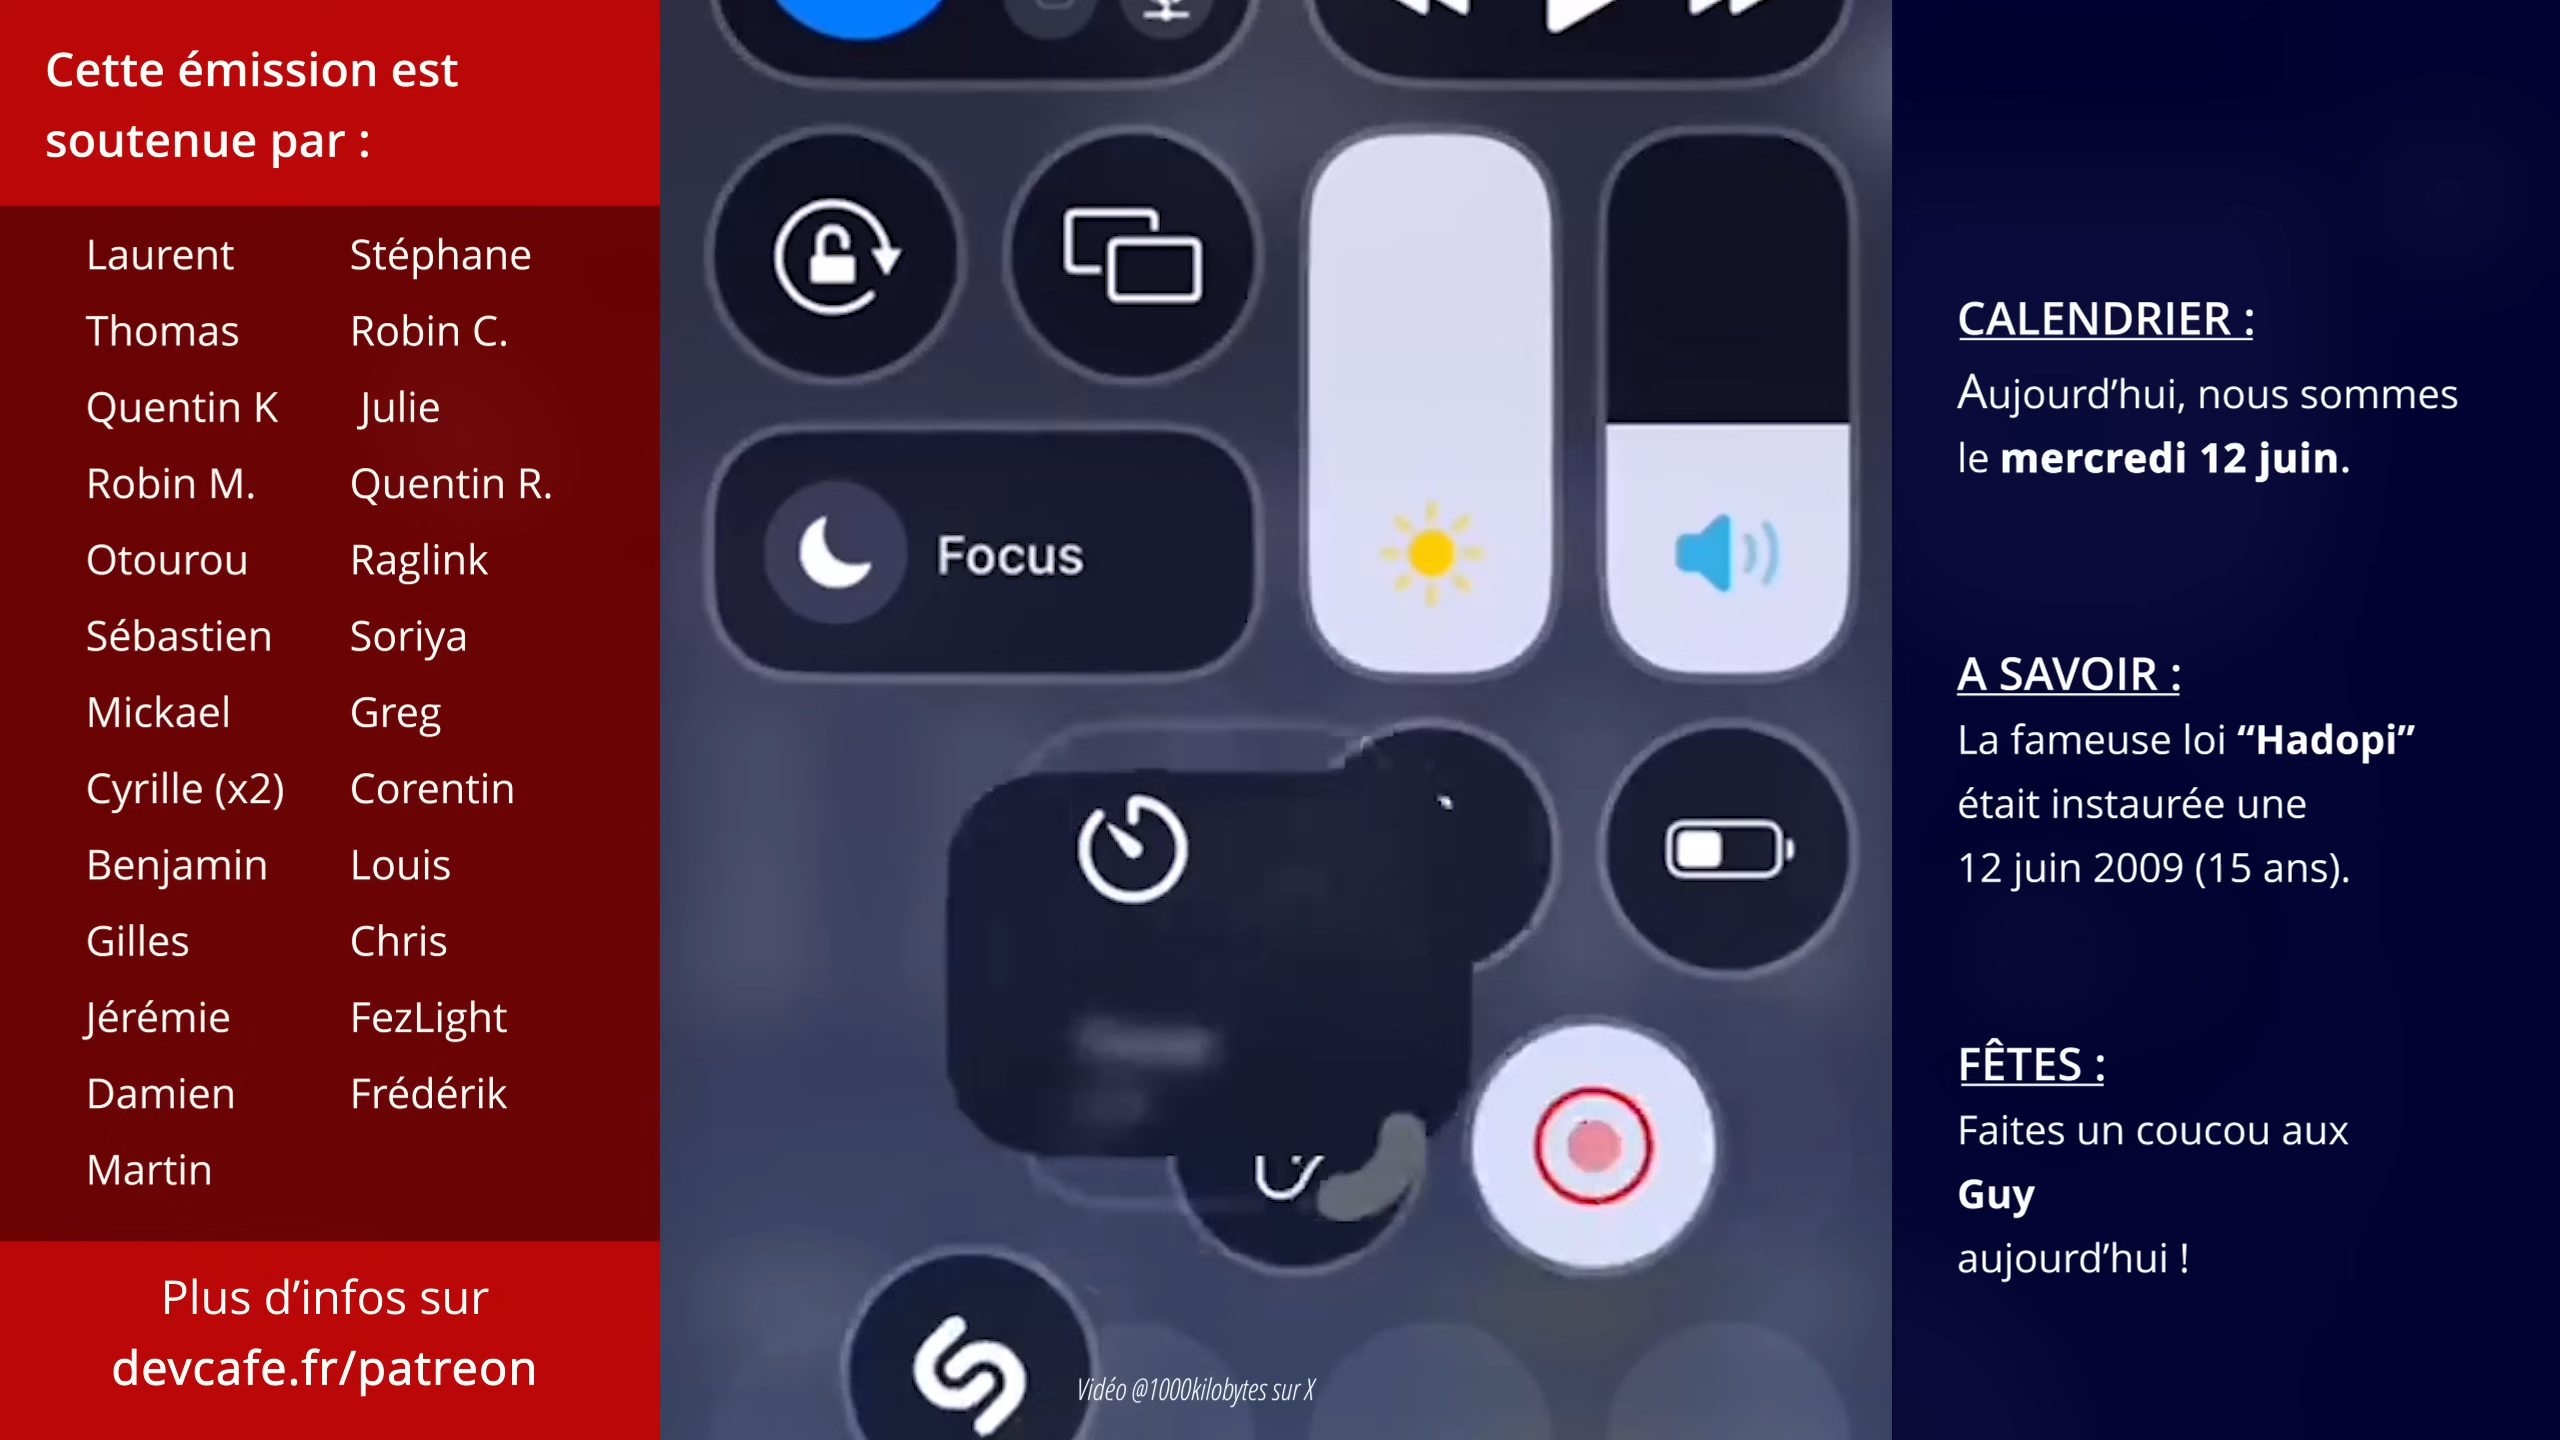 Cette émission est
soutenue par :
Laurent
Thomas
Quentin K
Robin M.
Otourou
Sébastien
Mickael
Cyrille (x2)
Benjamin
Gilles
Jérémie
Damien
Martin
Stéphane
Robin C.
Julie
Quentin R.
Raglink
Soriya
Greg
Corentin
Louis
Chris
FezLight
Frédérik
Plus d’infos sur
devcafe.fr/patreon
Focus
Vidéo @1000kilobytes sur X
CALENDRIER :
Aujourd’hui, nous sommes
le mercredi 12 juin.
A SAVOIR :
La fameuse loi “Hadopi”
était instaurée une
12 juin 2009 (15 ans).
FÊTES :
Faites un coucou aux
Guy
aujourd’hui !